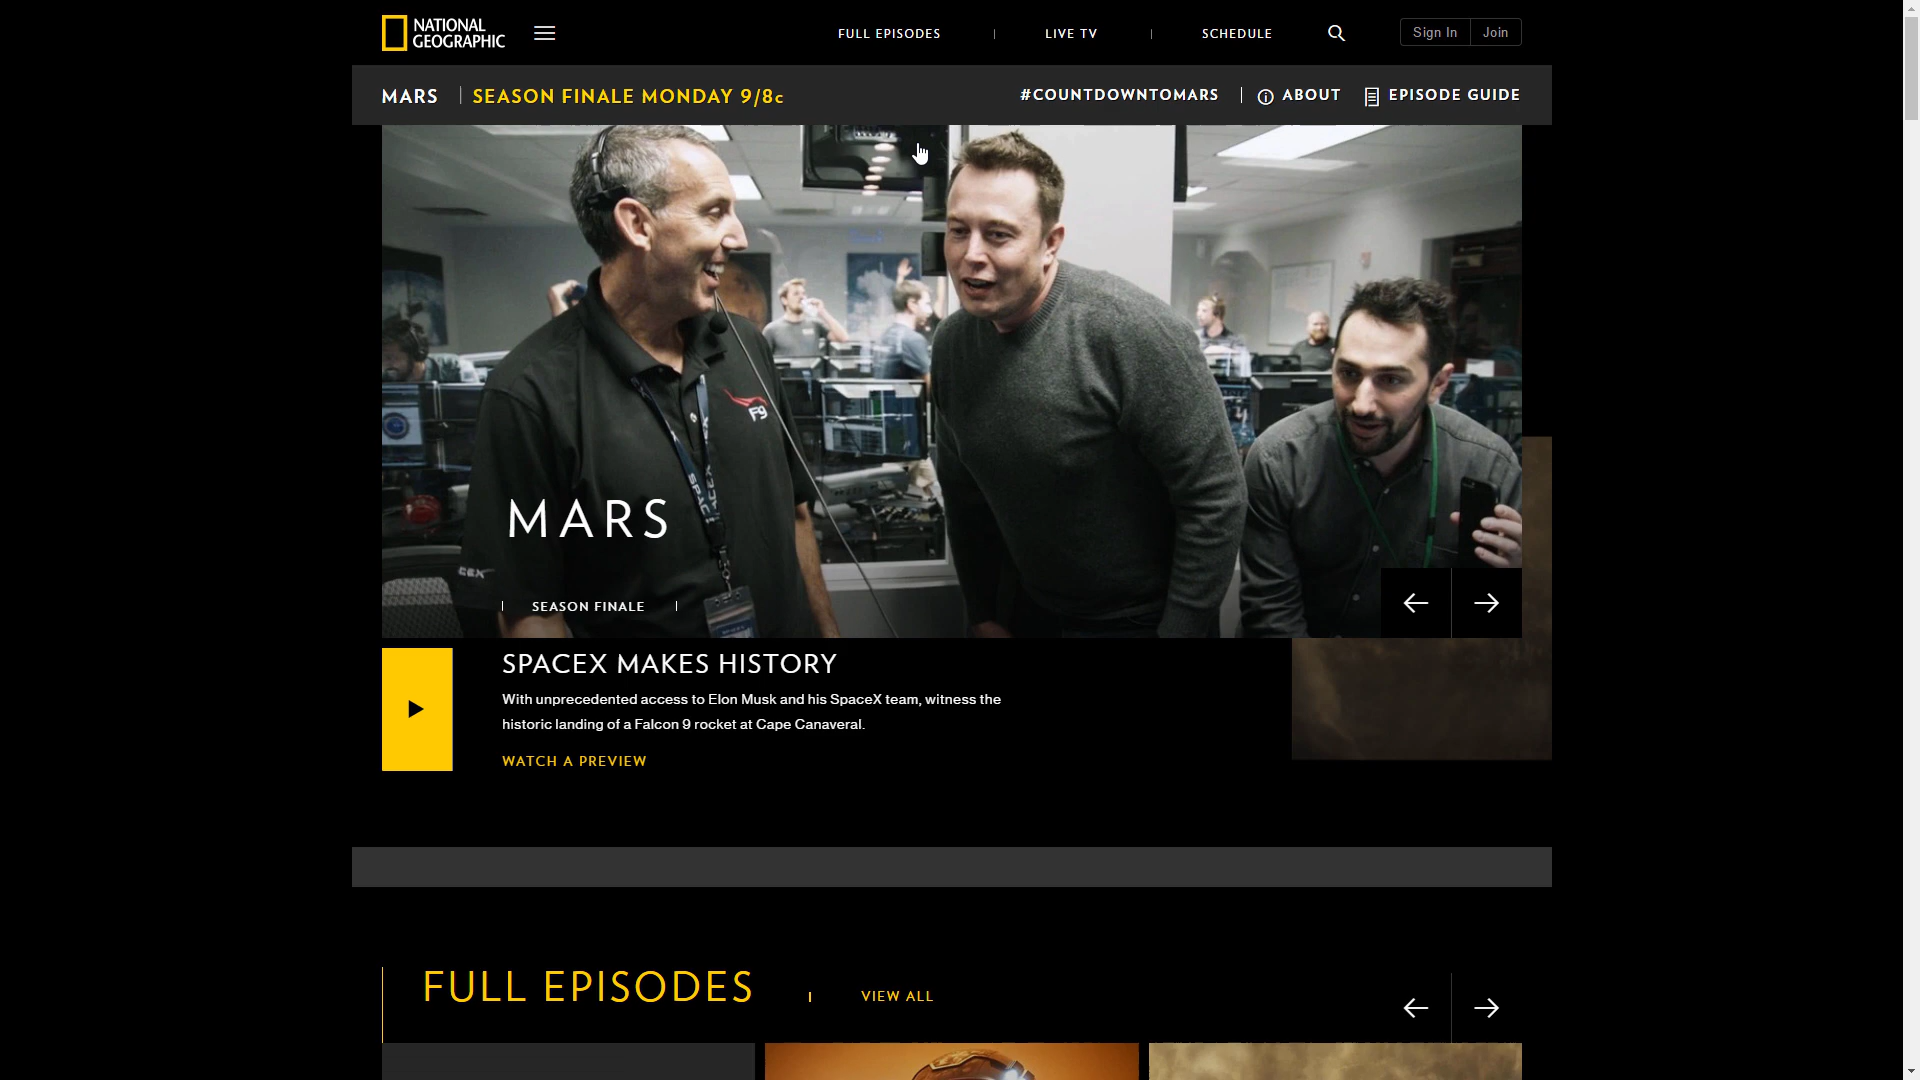 NATIONAL
GEOGRAPHIC
FULL EPISODES
LIVE TV
SCHEDULE
Sign In
Join
MARS
SEASON FINALE MONDAY 9/8c
#COUNTDOWNTOMARS
ABOUT
EPISODE GUIDE
F9
SPACEX
MARS
SEASON FINALE
SPACEX MAKES HISTORY
With unprecedented access to Elon Musk and his SpaceX team, witness the
historic landing of a Falcon 9 rocket at Cape Canaveral.
WATCH A PREVIEW
FULL EPISODES
VIEW ALL